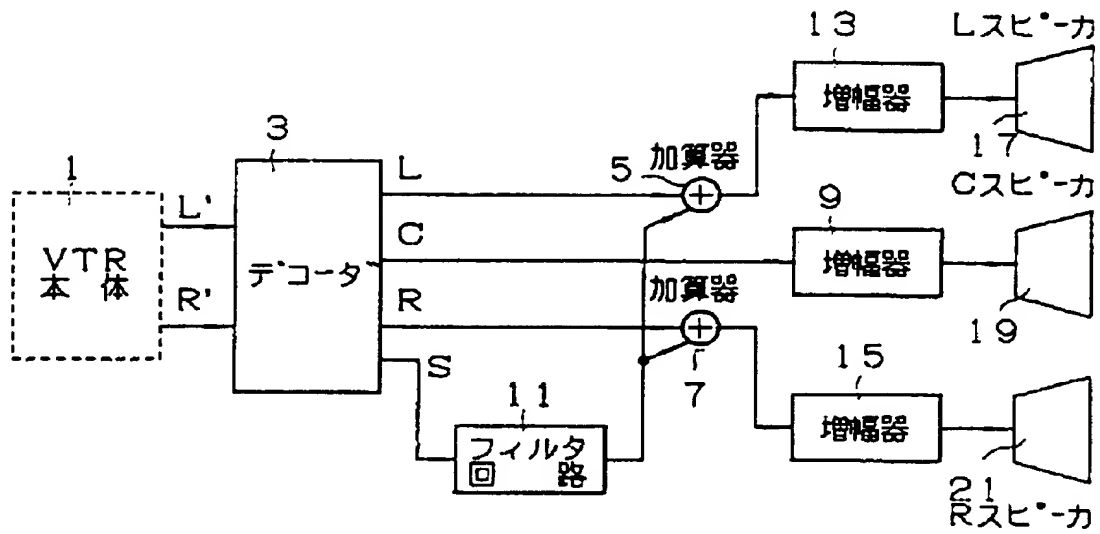 1
VTR
本体
L'
R'
3
デコーダ
L
C
R
S
11
フィルタ
回路
5
加算器
加算器
7
13
増幅器
9
増幅器
15
増幅器
Lスピーカ
17
Cスピーカ
19
21
Rスピーカ